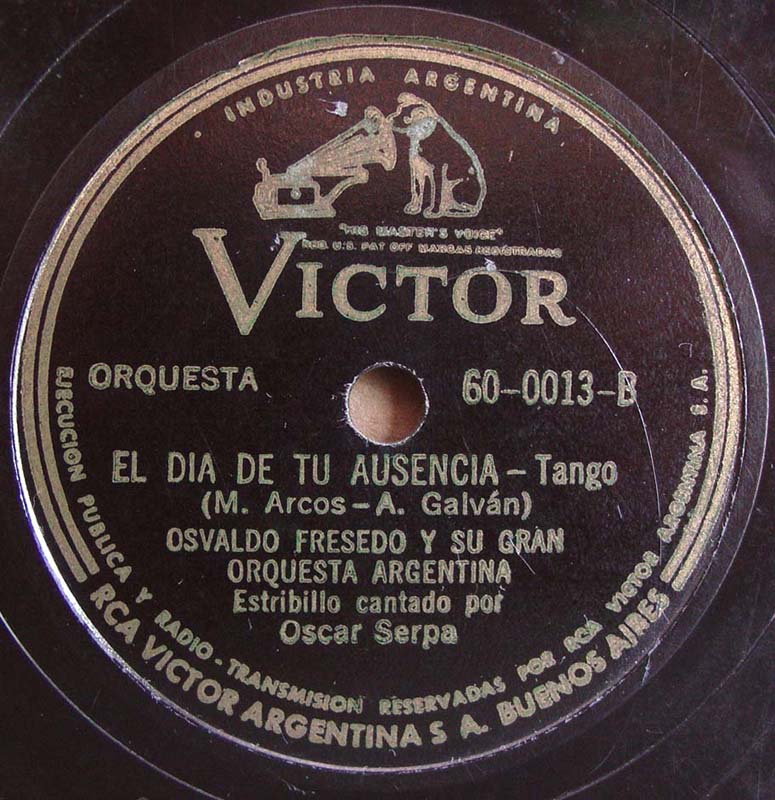 INDUSTRIA ARGENTINA
"HIS MASTER'S VOICE"
REG. U.S. PAT OFF MARCAS REGISTRADAS
VICTOR
ORQUESTA
60-0013-B
EL DIA DE TU AUSENCIA – Tango
(M. Arcos – A. Galván)
OSVALDO FRESEDO Y SU GRAN
ORQUESTA ARGENTINA
Estribillo cantado por
Oscar Serpa
EJECUCION PUBLICA Y RADIO-TRANSMISION RESERVADAS POR RCA VICTOR ARGENTINA S. A.
RCA VICTOR ARGENTINA S A. BUENOS AIRES